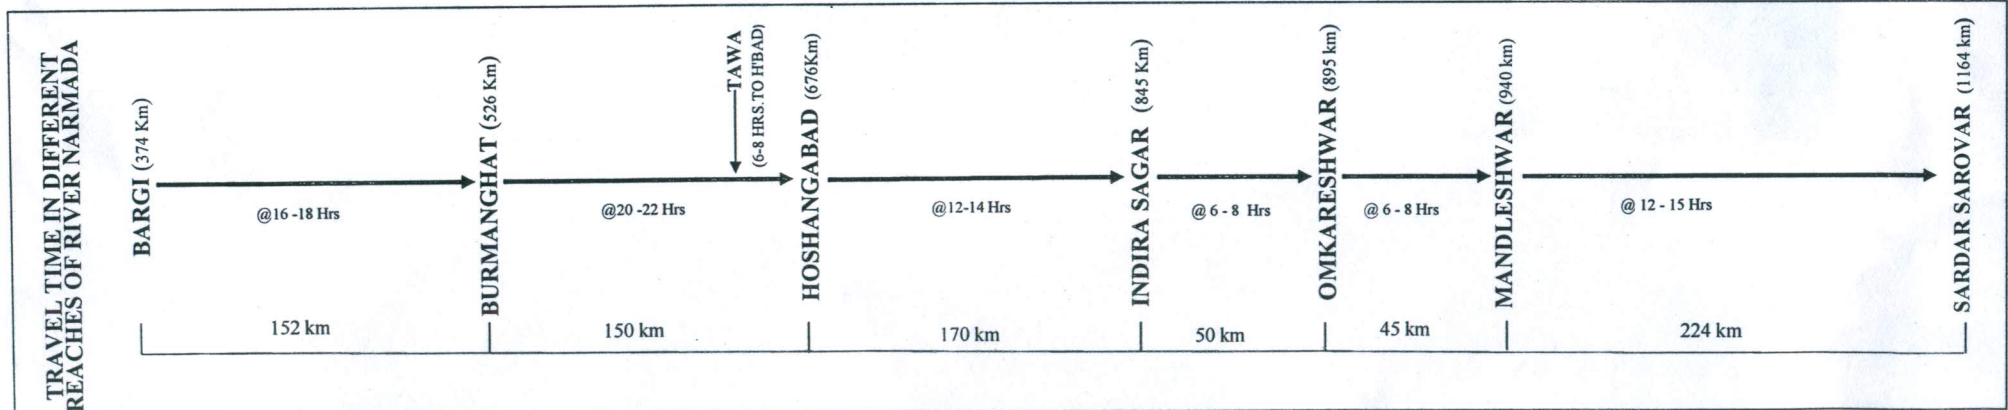 TRAVEL TIME IN DIFFERENT
REACHES OF RIVER NARMADA
BARGI (374 Km)
@16 -18 Hrs
BURMANGHAT (526 Km)
@20 -22 Hrs
TAWA
(6-8 HRS.TO H'BAD)
HOSHANGABAD (676Km)
@12-14 Hrs
INDIRA SAGAR (845 Km)
@ 6 - 8 Hrs
OMKARESHWAR (895 km)
@ 6 - 8 Hrs
MANDLESHWAR (940 km)
@ 12 - 15 Hrs
SARDAR SAROVAR (1164 km)
152 km
150 km
170 km
50 km
45 km
224 km